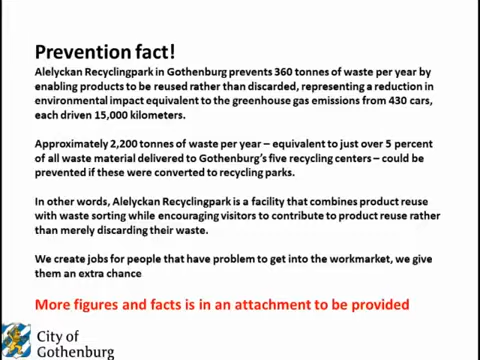 Prevention fact!
Alelyckan Recyclingpark in Gothenburg prevents 360 tonnes of waste per year by
enabling products to be reused rather than discarded, representing a reduction in
environmental impact equivalent to the greenhouse gas emissions from 430 cars,
each driven 15,000 kilometers.
Approximately 2,200 tonnes of waste per year – equivalent to just over 5 percent
of all waste material delivered to Gothenburg's five recycling centers – could be
prevented if these were converted to recycling parks.
In other words, Alelyckan Recyclingpark is a facility that combines product reuse
with waste sorting while encouraging visitors to contribute to product reuse rather
than merely discarding their waste.
We create jobs for people that have problem to get into the workmarket, we give
them an extra chance
More figures and facts is in an attachment to be provided
City of
Gothenburg